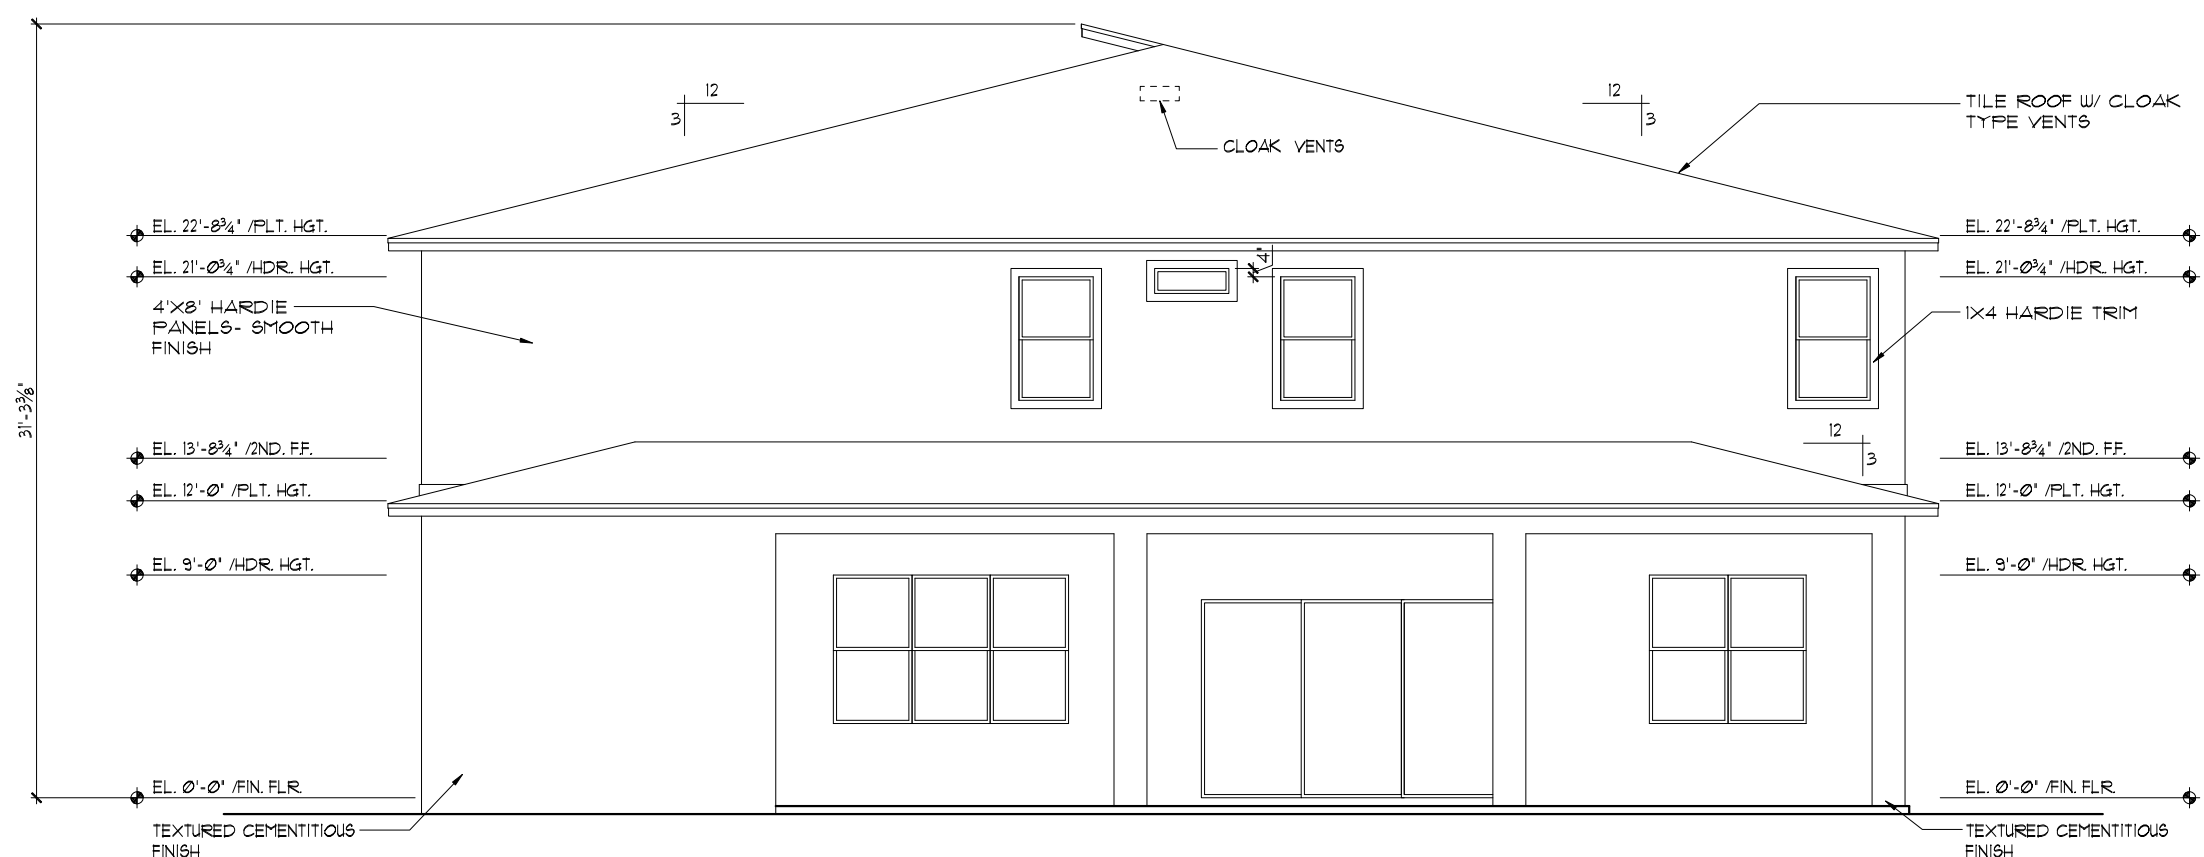 12
3
12
3
TILE ROOF W/ CLOAK
TYPE VENTS
CLOAK VENTS
EL. 22'-8¾" /PLT. HGT.
EL. 22'-8¾" /PLT. HGT.
4"
EL. 21'-0¾" /HDR. HGT.
EL. 21'-0¾" /HDR. HGT.
4'X8' HARDIE
PANELS- SMOOTH
FINISH
1X4 HARDIE TRIM
31'-3⅜"
12
3
EL. 13'-8¾" /2ND. F.F.
EL. 13'-8¾" /2ND. F.F.
EL. 12'-0" /PLT. HGT.
EL. 12'-0" /PLT. HGT.
EL. 9'-0" /HDR. HGT.
EL. 9'-0" /HDR. HGT.
EL. 0'-0" /FIN. FLR.
EL. 0'-0" /FIN. FLR.
TEXTURED CEMENTITIOUS
FINISH
TEXTURED CEMENTITIOUS
FINISH